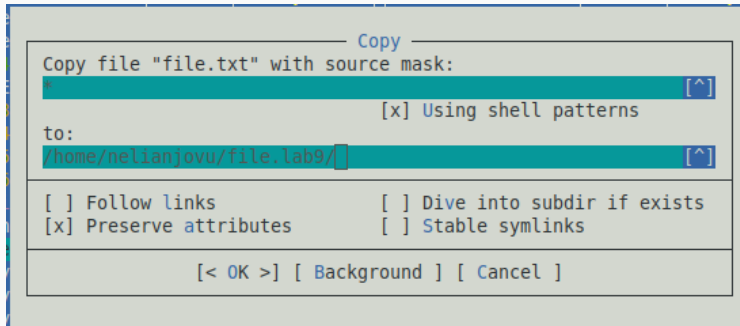 Copy
Copy file "file.txt" with source mask:
* [^]
[x] Using shell patterns
to:
/home/nelianjovu/file.lab9/ [^]
[ ] Follow links [ ] Dive into subdir if exists
[x] Preserve attributes [ ] Stable symlinks
[< OK >] [ Background ] [ Cancel ]